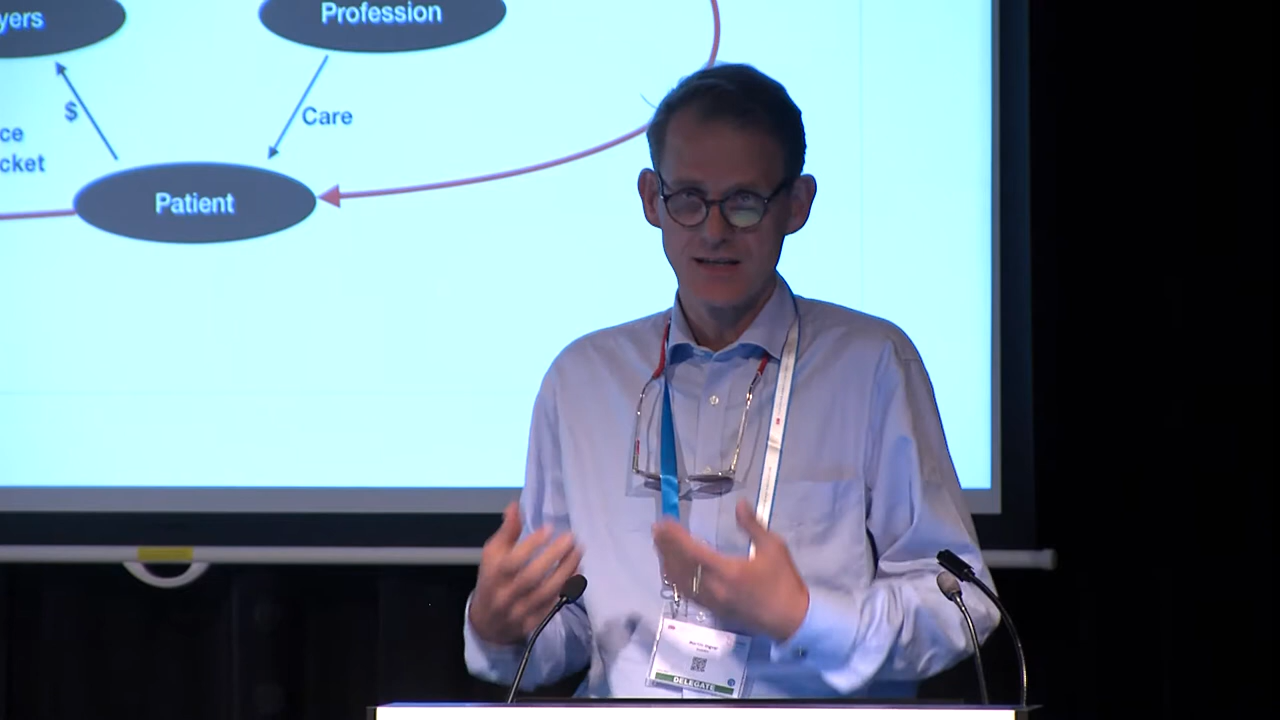 yers
Profession
$
Care
ce
cket
Patient
DELEGATE